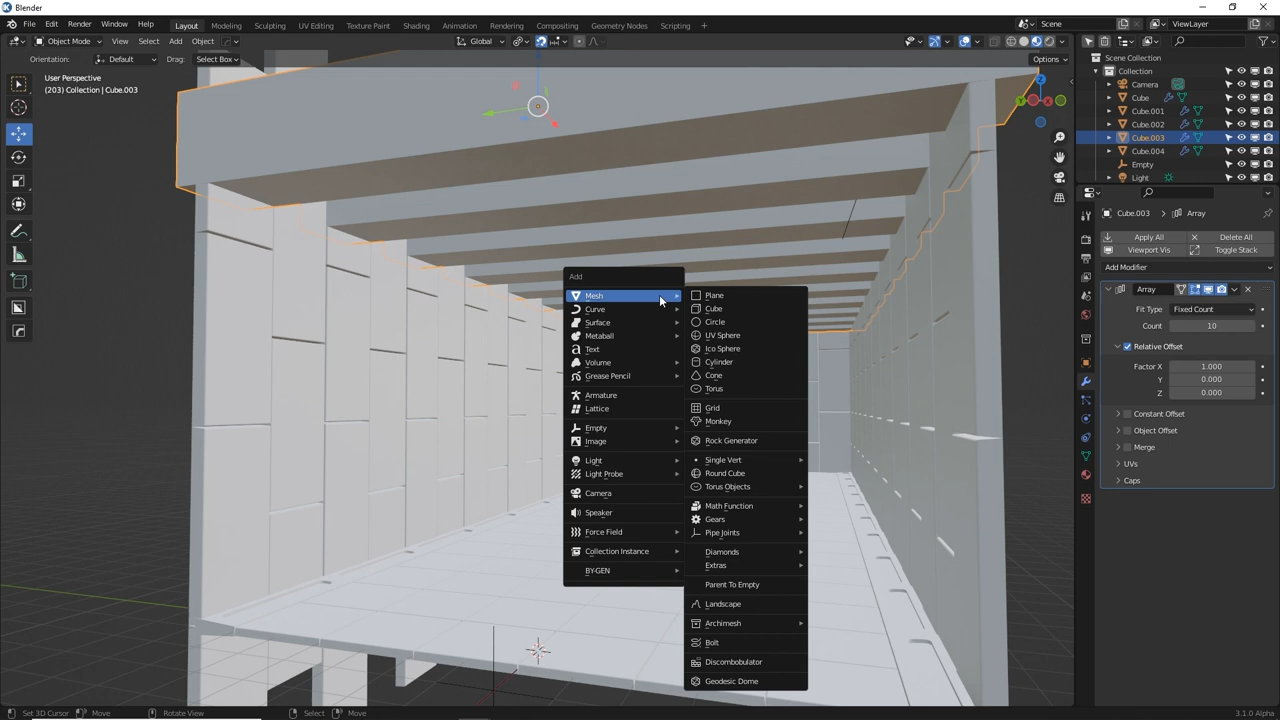 Blender
File Edit Render Window Help Layout Modeling Sculpting UV Editing Texture Paint Shading Animation Rendering Compositing Geometry Nodes Scripting + Scene ViewLayer
Object Mode View Select Add Object Global
Orientation: Default Drag: Select Box Options
User Perspective
(203) Collection | Cube.003
Scene Collection
Collection
Camera
Cube
Cube.001
Cube.002
Cube.003
Cube.004
Empty
Light
Cube.003 > Array
Apply All Delete All
Viewport Vis Toggle Stack
Add Modifier
Array
Fit Type Fixed Count
Count 10
Relative Offset
Factor X 1.000
Y 0.000
Z 0.000
Constant Offset
Object Offset
Merge
UVs
Caps
Add
Mesh
Curve
Surface
Metaball
Text
Volume
Grease Pencil
Armature
Lattice
Empty
Image
Light
Light Probe
Camera
Speaker
Force Field
Collection Instance
BY-GEN
Plane
Cube
Circle
UV Sphere
Ico Sphere
Cylinder
Cone
Torus
Grid
Monkey
Rock Generator
Single Vert
Round Cube
Torus Objects
Math Function
Gears
Pipe Joints
Diamonds
Extras
Parent To Empty
Landscape
Archimesh
Bolt
Discombobulator
Geodesic Dome
Set 3D Cursor Move Rotate View Select Move 3.1.0 Alpha